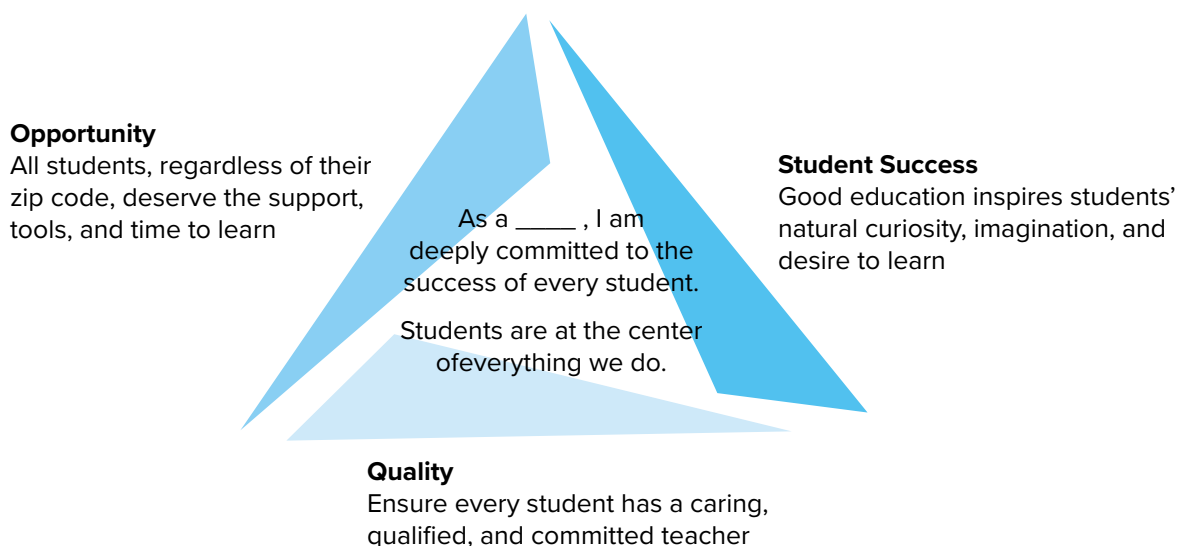 Opportunity
All students, regardless of their
zip code, deserve the support,
tools, and time to learn
Student Success
Good education inspires students’
natural curiosity, imagination, and
desire to learn
As a _____ , I am
deeply committed to the
success of every student.
Students are at the center
ofeverything we do.
Quality
Ensure every student has a caring,
qualified, and committed teacher